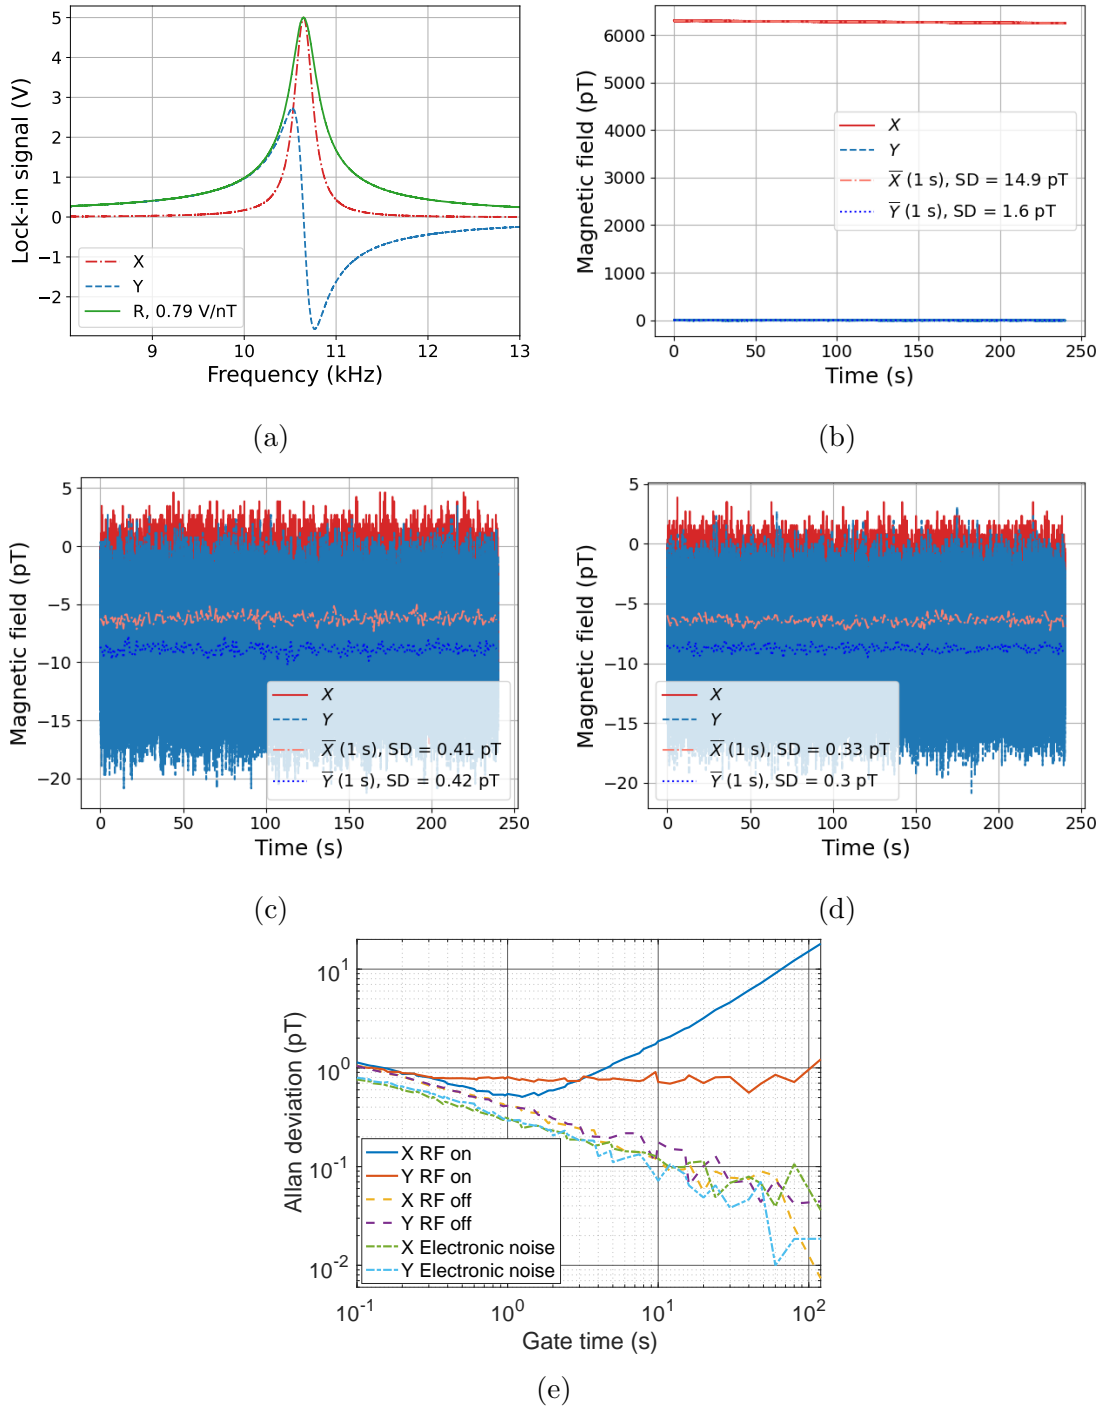 5
4
3
2
1
0
−1
−2
Lock-in signal (V)
X
Y
R, 0.79 V/nT
9
10
11
12
13
Frequency (kHz)
(a)
6000
5000
4000
3000
2000
1000
0
Magnetic field (pT)
X
Y
X̅ (1 s), SD = 14.9 pT
Y̅ (1 s), SD = 1.6 pT
0
50
100
150
200
250
Time (s)
(b)
5
0
−5
−10
−15
−20
Magnetic field (pT)
X
Y
X̅ (1 s), SD = 0.41 pT
Y̅ (1 s), SD = 0.42 pT
0
50
100
150
200
250
Time (s)
(c)
5
0
−5
−10
−15
−20
Magnetic field (pT)
X
Y
X̅ (1 s), SD = 0.33 pT
Y̅ (1 s), SD = 0.3 pT
0
50
100
150
200
250
Time (s)
(d)
10¹
10⁰
10⁻¹
10⁻²
Allan deviation (pT)
X RF on
Y RF on
X RF off
Y RF off
X Electronic noise
Y Electronic noise
10⁻¹
10⁰
10¹
10²
Gate time (s)
(e)